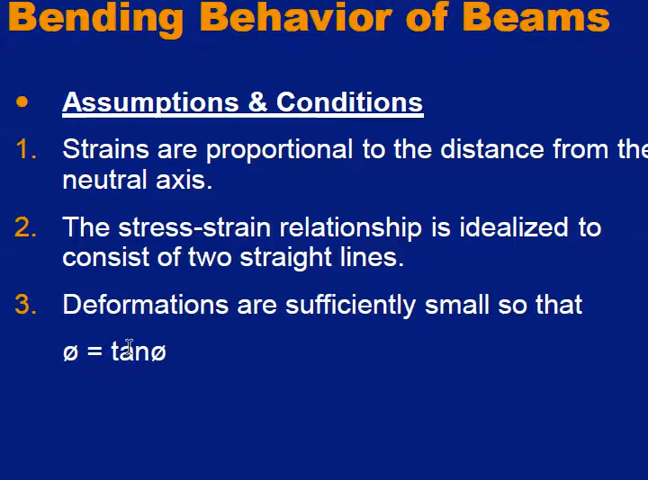 Bending Behavior of Beams
• Assumptions & Conditions
1. Strains are proportional to the distance from the
neutral axis.
2. The stress-strain relationship is idealized to
consist of two straight lines.
3. Deformations are sufficiently small so that
ø = tanø